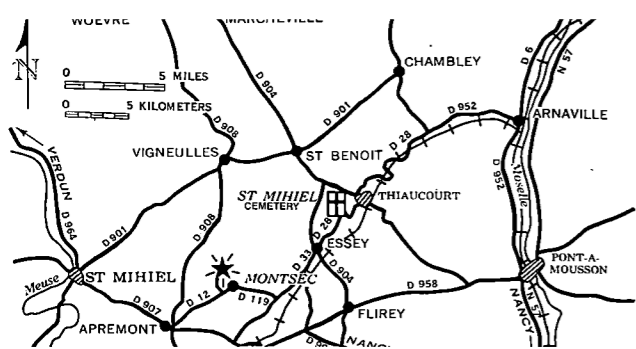 WOEVRE
MARCHEVILLE
N
0 5 MILES
0 5 KILOMETERS
D 904
D 908
D 901
CHAMBLEY
D 952
D 28
D 6
N 57
ARNAVILLE
VERDUN
VIGNEULLES
ST BENOIT
D 964
D 901
D 908
ST MIHIEL
CEMETERY
THIAUCOURT
D 952
Moselle
D 28
ESSEY
D 33
D 904
Meuse
ST MIHIEL
MONTSEC
D 12
D 119
D 907
APREMONT
D 958
FLIREY
PONT-A-
MOUSSON
NANCY
N 57
NANCY